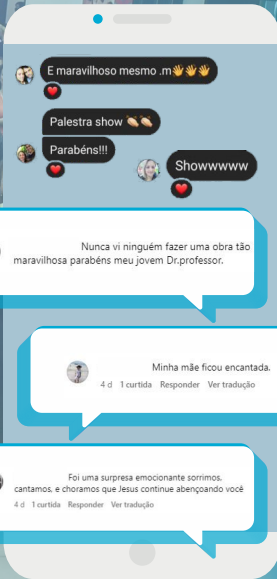 E maravilhoso mesmo .m👋👋👋
Palestra show 👏👏
Parabéns!!!
Showwwww
Nunca vi ninguém fazer uma obra tão
maravilhosa parabéns meu jovem Dr.professor.
Minha mãe ficou encantada.
4 d 1 curtida Responder Ver tradução
Foi uma surpresa emocionante sorrimos,
cantamos, e choramos que Jesus continue abençoando você
4 d 1 curtida Responder Ver tradução